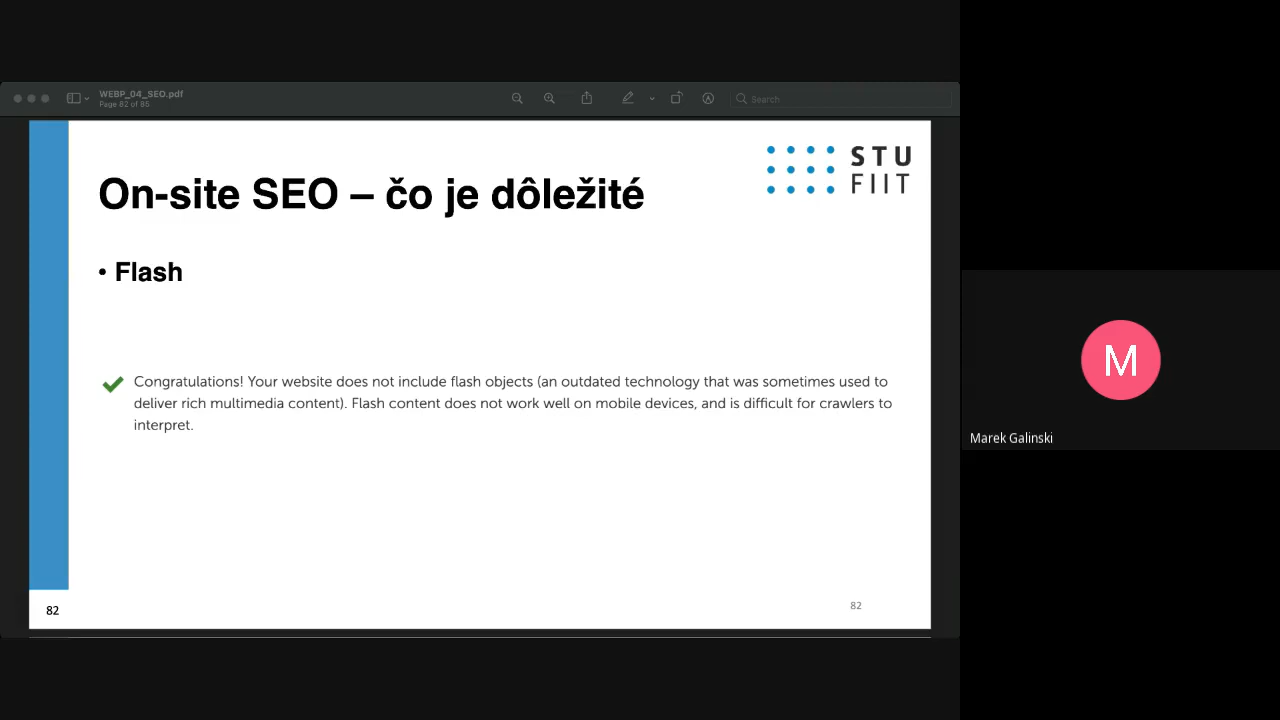 WEBP_04_SEO.pdf
Page 82 of 86
Search
STU
FIIT
On-site SEO – čo je dôležité
• Flash
Congratulations! Your website does not include flash objects (an outdated technology that was sometimes used to
deliver rich multimedia content). Flash content does not work well on mobile devices, and is difficult for crawlers to
interpret.
82
82
M
Marek Galinski